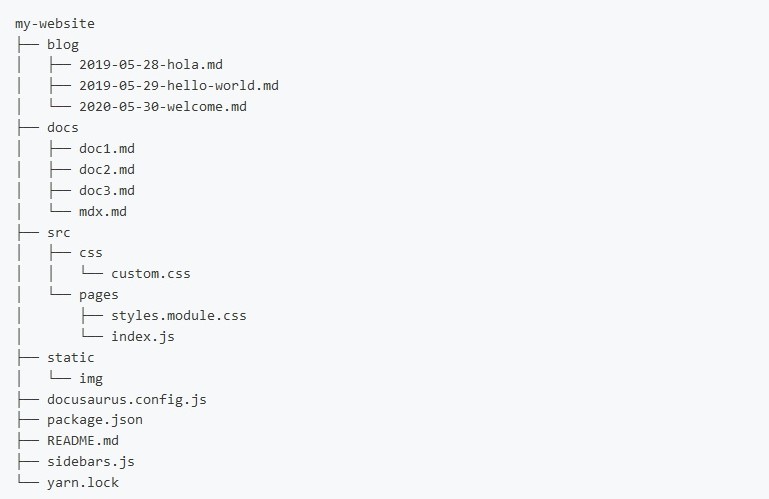 my-website
├── blog
│   ├── 2019-05-28-hola.md
│   ├── 2019-05-29-hello-world.md
│   └── 2020-05-30-welcome.md
├── docs
│   ├── doc1.md
│   ├── doc2.md
│   ├── doc3.md
│   └── mdx.md
├── src
│   ├── css
│   │   └── custom.css
│   └── pages
│       ├── styles.module.css
│       └── index.js
├── static
│   └── img
├── docusaurus.config.js
├── package.json
├── README.md
├── sidebars.js
└── yarn.lock